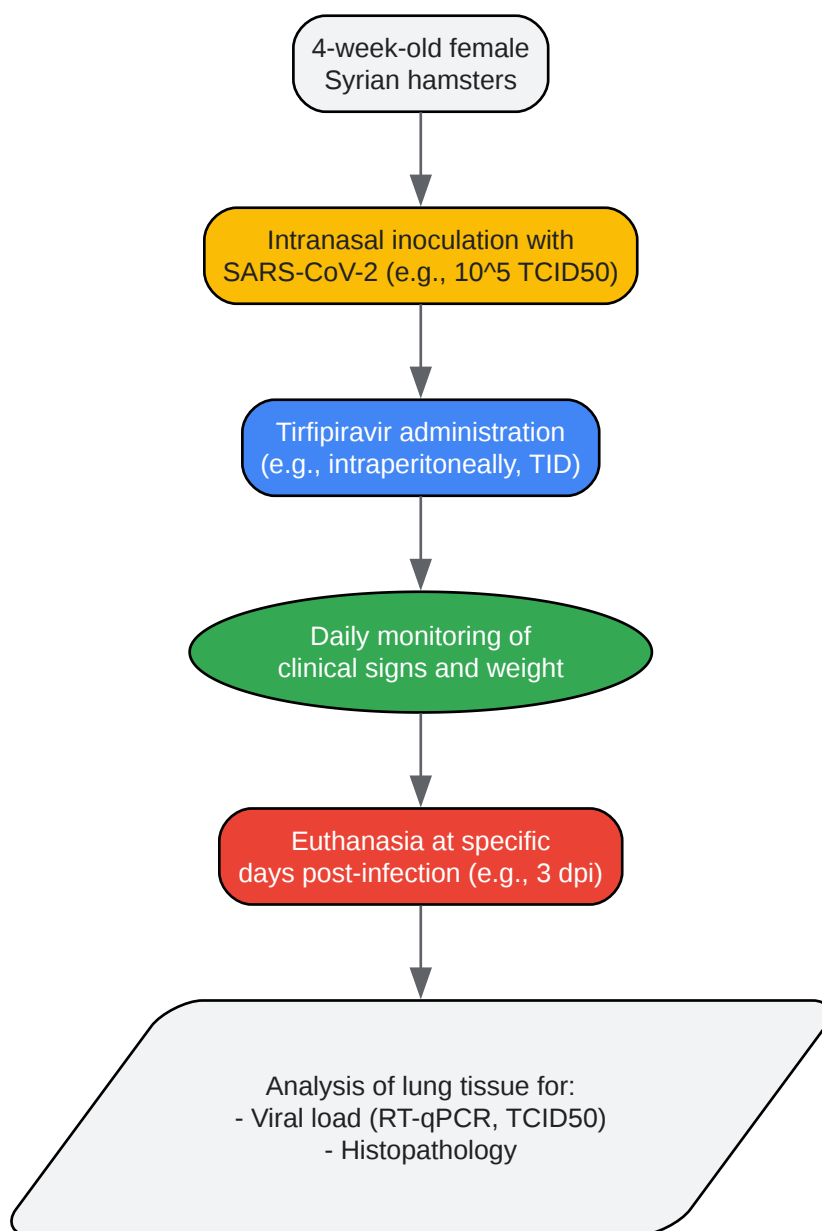 4-week-old female
Syrian hamsters
Intranasal inoculation with
SARS-CoV-2 (e.g., 10^5 TCID50)
Tirfipiravir administration
(e.g., intraperitoneally, TID)
Daily monitoring of
clinical signs and weight
Euthanasia at specific
days post-infection (e.g., 3 dpi)
Analysis of lung tissue for:
- Viral load (RT-qPCR, TCID50)
- Histopathology